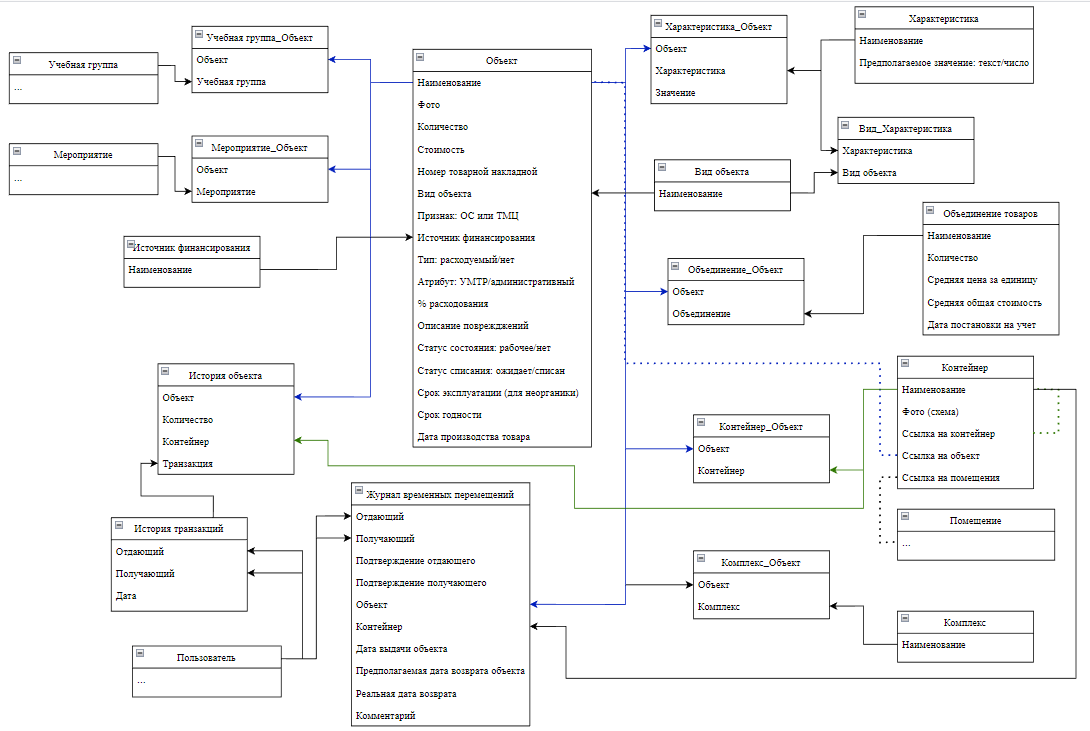 Учебная группа
...
Учебная группа_Объект
Объект
Учебная группа
Мероприятие
...
Мероприятие_Объект
Объект
Мероприятие
Источник финансирования
Наименование
История объекта
Объект
Количество
Контейнер
Транзакция
История транзакций
Отдающий
Получающий
Дата
Пользователь
...
Объект
Наименование
Фото
Количество
Стоимость
Номер товарной накладной
Вид объекта
Признак: ОС или ТМЦ
Источник финансирования
Тип: расходуемый/нет
Атрибут: УМТР/административный
% расходования
Описание поврежджений
Статус состояния: рабочее/нет
Статус списания: ожидает/списан
Срок эксплуатации (для неорганики)
Срок годности
Дата производства товара
Журнал временных перемещений
Отдающий
Получающий
Подтверждение отдающего
Подтверждение получающего
Объект
Контейнер
Дата выдачи объекта
Предполагаемая дата возврата объекта
Реальная дата возврата
Комментарий
Характеристика_Объект
Объект
Характеристика
Значение
Характеристика
Наименование
Предполагаемое значение: текст/число
Вид_Характеристика
Характеристика
Вид объекта
Вид объекта
Наименование
Объединение товаров
Наименование
Количество
Средняя цена за единицу
Средняя общая стоимость
Дата постановки на учет
Объединение_Объект
Объект
Объединение
Контейнер
Наименование
Фото (схема)
Ссылка на контейнер
Ссылка на объект
Ссылка на помещения
Контейнер_Объект
Объект
Контейнер
Помещение
...
Комплекс_Объект
Объект
Комплекс
Комплекс
Наименование